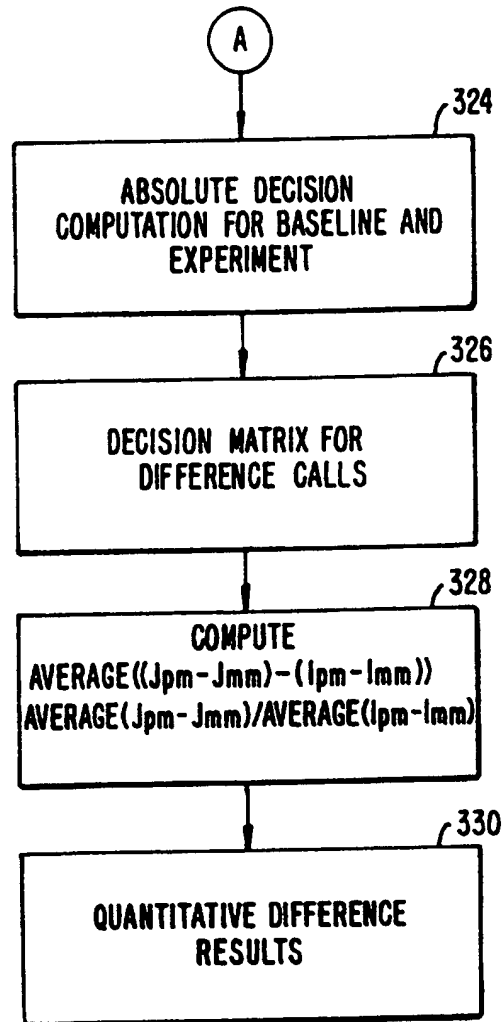 A
324
ABSOLUTE DECISION
COMPUTATION FOR BASELINE AND
EXPERIMENT
326
DECISION MATRIX FOR
DIFFERENCE CALLS
328
COMPUTE
AVERAGE((Jpm-Jmm)-(Ipm-Imm))
AVERAGE(Jpm-Jmm)/AVERAGE(Ipm-Imm)
330
QUANTITATIVE DIFFERENCE
RESULTS